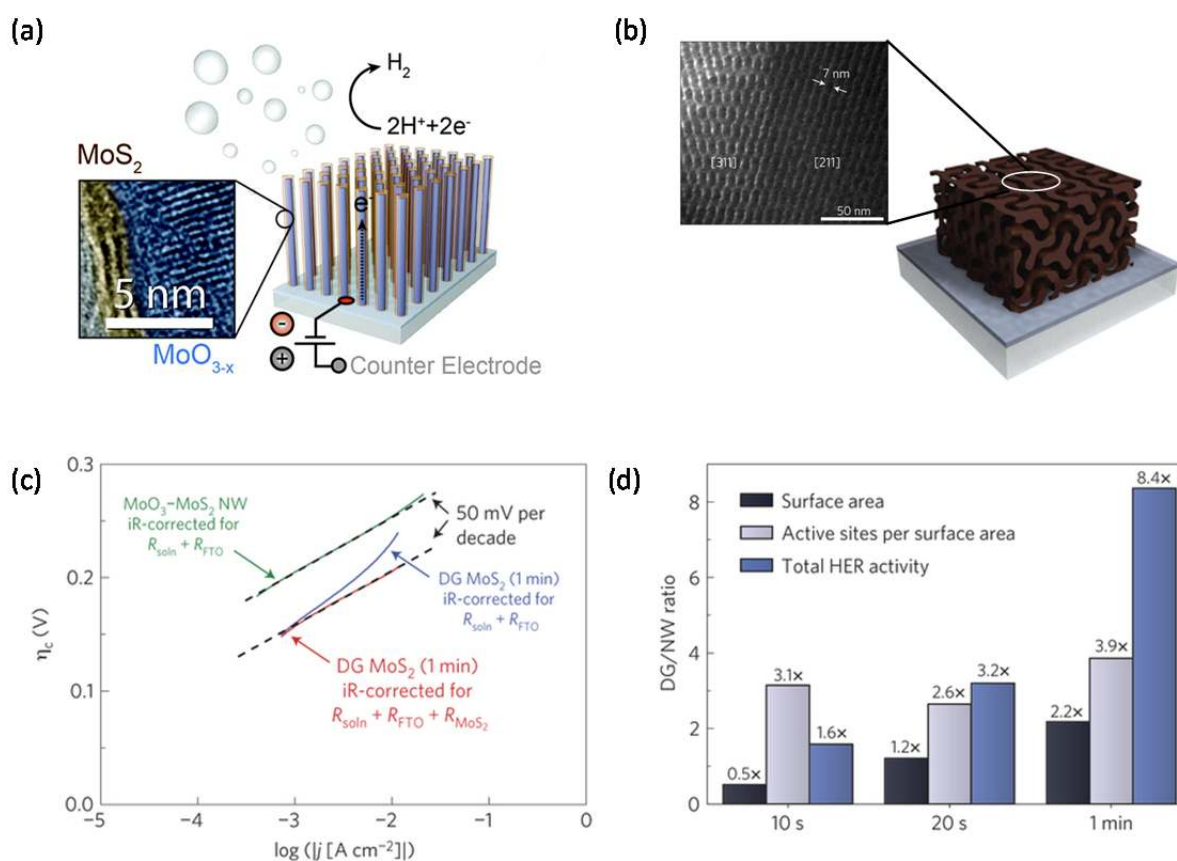 (a)
H₂
2H⁺+2e⁻
MoS₂
e⁻
5 nm
MoO₃₋ₓ
-
+
Counter Electrode
(b)
7 nm
[311]
[211]
50 nm
(c)
0.3
0.2
0.1
0.0
ηc (V)
MoO₃–MoS₂ NW
iR-corrected for
Rsoln + RFTO
50 mV per
decade
DG MoS₂ (1 min)
iR-corrected for
Rsoln + RFTO
DG MoS₂ (1 min)
iR-corrected for
Rsoln + RFTO + RMoS₂
–5 –4 –3 –2 –1 0
log (|j [A cm⁻²]|)
(d)
Surface area
Active sites per surface area
Total HER activity
DG/NW ratio
8
6
4
2
0
0.5×
3.1×
1.6×
1.2×
2.6×
3.2×
2.2×
3.9×
8.4×
10 s 20 s 1 min